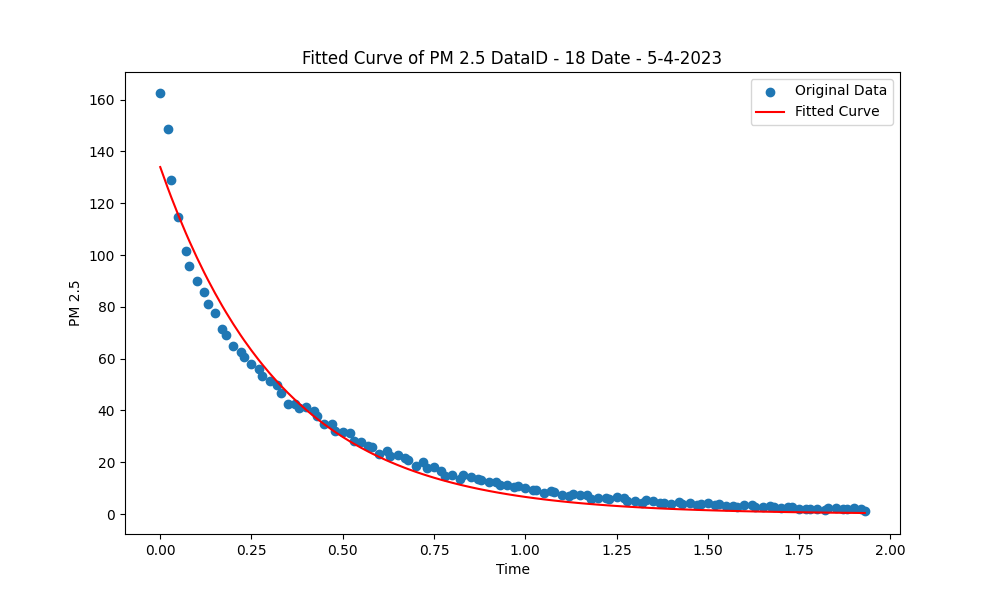 Fitted Curve of PM 2.5 DataID - 18 Date - 5-4-2023
Original Data
Fitted Curve
160
140
120
100
80
60
40
20
0
PM 2.5
0.00 0.25 0.50 0.75 1.00 1.25 1.50 1.75 2.00
Time